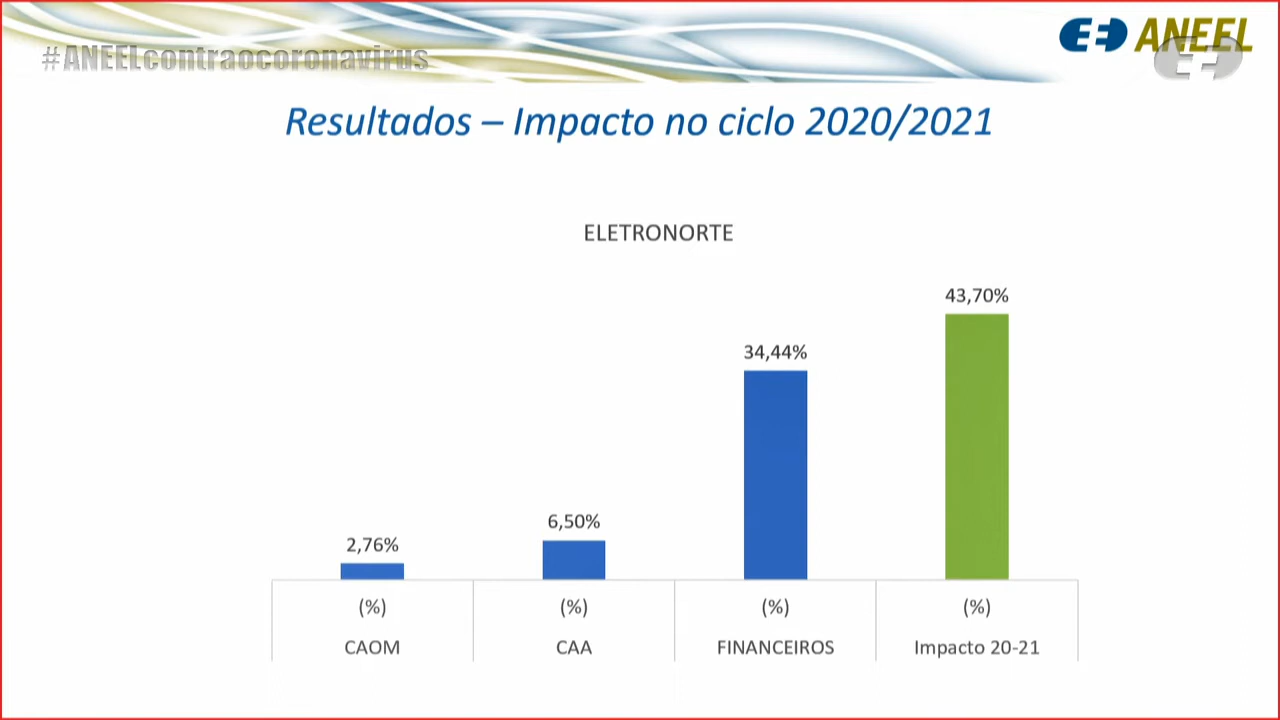 #ANEELcontraocoronavirus
ANEEL
Resultados – Impacto no ciclo 2020/2021
ELETRONORTE
43,70%
34,44%
6,50%
2,76%
(%) (%) (%) (%)
CAOM CAA FINANCEIROS Impacto 20-21